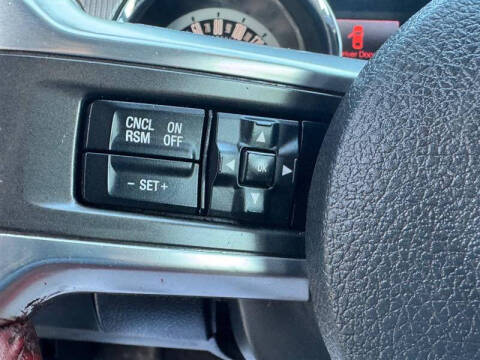 CNCL ON
RSM OFF
- SET +
OK